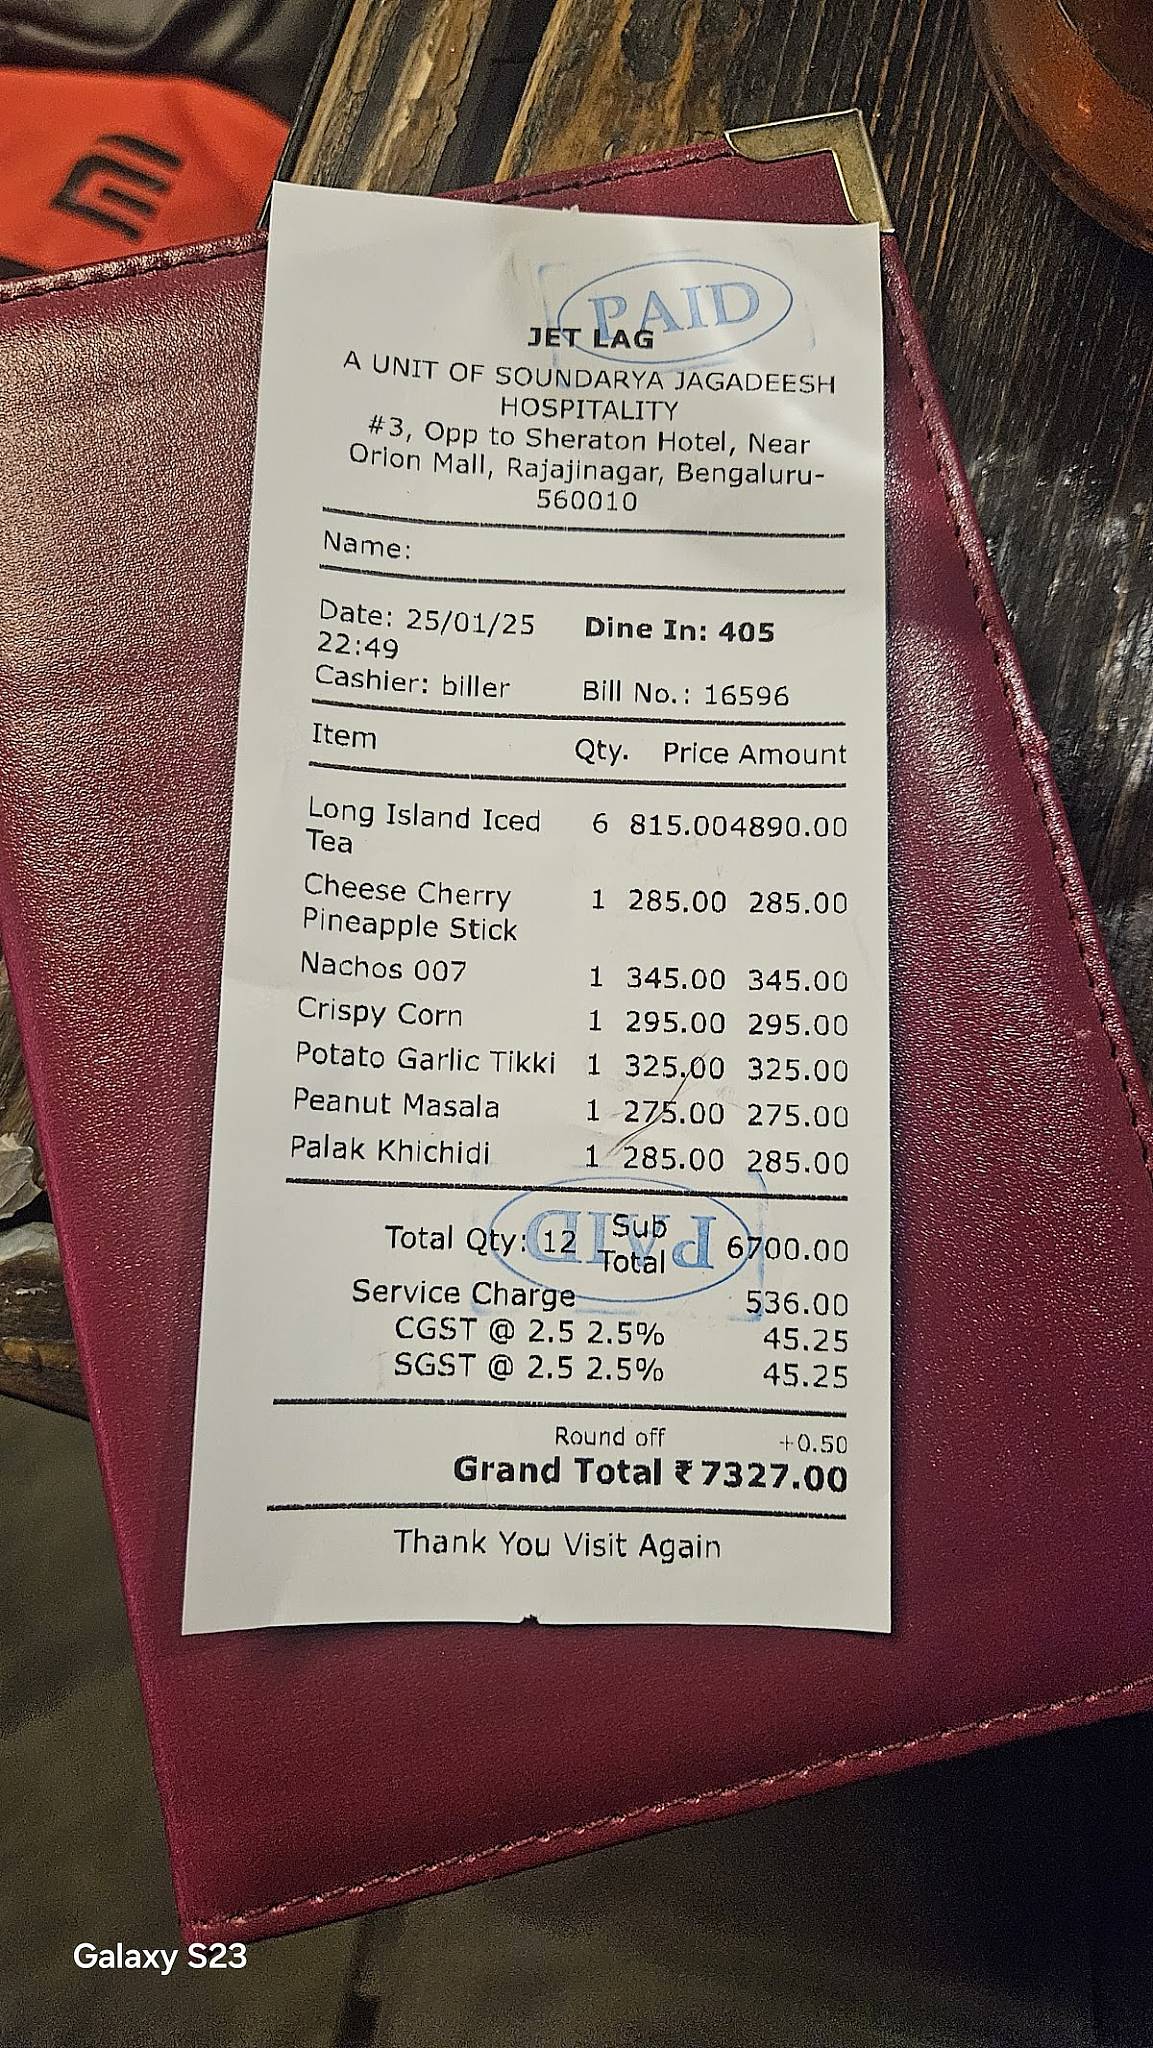 PAID
JET LAG
A UNIT OF SOUNDARYA JAGADEESH
HOSPITALITY
#3, Opp to Sheraton Hotel, Near
Orion Mall, Rajajinagar, Bengaluru-
560010
Name:
Date: 25/01/25 Dine In: 405
22:49
Cashier: biller Bill No.: 16596
Item Qty. Price Amount
Long Island Iced 6 815.00 4890.00
Tea
Cheese Cherry 1 285.00 285.00
Pineapple Stick
Nachos 007 1 345.00 345.00
Crispy Corn 1 295.00 295.00
Potato Garlic Tikki 1 325.00 325.00
Peanut Masala 1 275.00 275.00
Palak Khichidi 1 285.00 285.00
PAID
Total Qty: 12 Sub Total 6700.00
Service Charge 536.00
CGST @ 2.5 2.5% 45.25
SGST @ 2.5 2.5% 45.25
Round off +0.50
Grand Total ₹7327.00
Thank You Visit Again
Galaxy S23